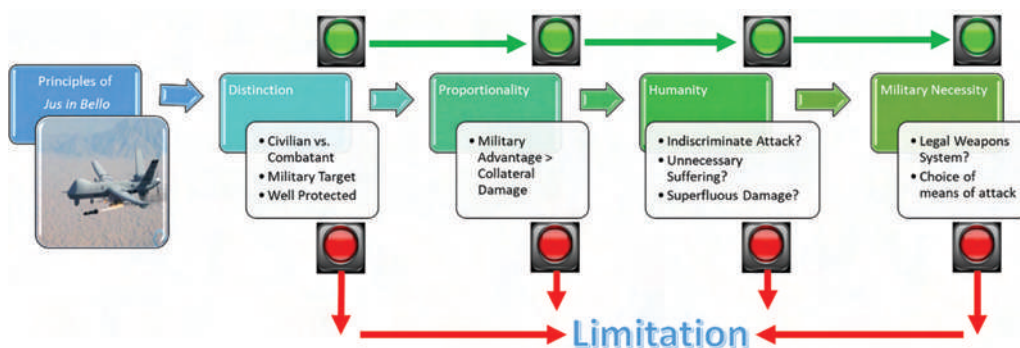 Principles of
Jus in Bello
Distinction
• Civilian vs.
Combatant
• Military Target
• Well Protected
Proportionality
• Military
Advantage >
Collateral
Damage
Humanity
• Indiscriminate Attack?
• Unnecessary
Suffering?
• Superfluous Damage?
Military Necessity
• Legal Weapons
System?
• Choice of
means of attack
Limitation